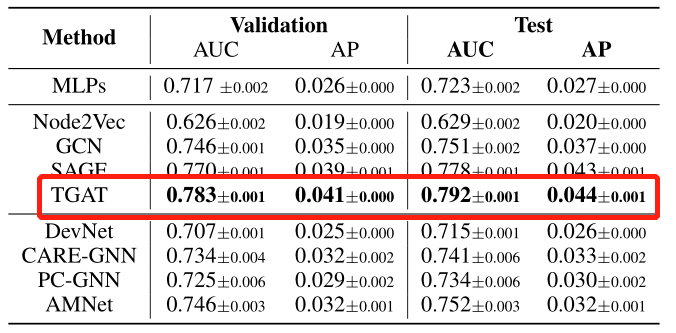 Method Validation Test
AUC AP AUC AP
MLPs 0.717 ±0.002 0.026±0.000 0.723±0.002 0.027±0.000
Node2Vec 0.626±0.002 0.019±0.000 0.629±0.002 0.020±0.000
GCN 0.746±0.001 0.035±0.000 0.751±0.002 0.037±0.000
SAGE 0.770±0.001 0.039±0.001 0.778±0.001 0.043±0.001
TGAT 0.783±0.001 0.041±0.000 0.792±0.001 0.044±0.001
DevNet 0.707±0.001 0.025±0.000 0.715±0.001 0.026±0.000
CARE-GNN 0.734±0.004 0.032±0.002 0.741±0.006 0.033±0.002
PC-GNN 0.725±0.006 0.029±0.002 0.734±0.006 0.030±0.002
AMNet 0.746±0.003 0.032±0.001 0.752±0.003 0.032±0.001